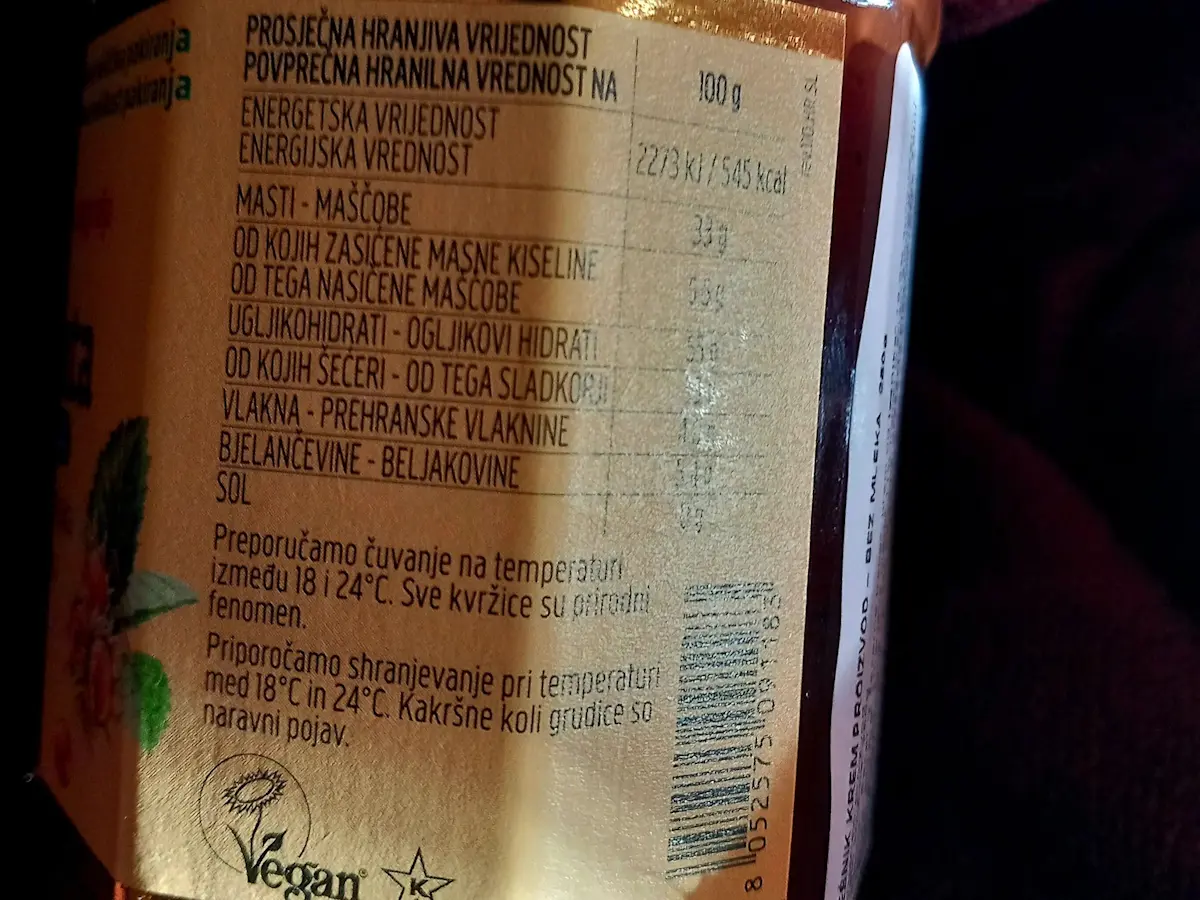 PROSJEČNA HRANJIVA VRIJEDNOST
POVPREČNA HRANILNA VREDNOST NA 100 g
ENERGETSKA VRIJEDNOST
ENERGIJSKA VREDNOST 2273 kJ / 545 kcal
MASTI - MAŠČOBE 33 g
OD KOJIH ZASIĆENE MASNE KISELINE
OD TEGA NASIČENE MAŠČOBE
UGLJIKOHIDRATI - OGLJIKOVI HIDRATI
OD KOJIH ŠEĆERI - OD TEGA SLADKORJI
VLAKNA - PREHRANSKE VLAKNINE
BJELANČEVINE - BELJAKOVINE
SOL
Preporučamo čuvanje na temperaturi
između 18 i 24°C. Sve kvržice su prirodni
fenomen.
Priporočamo shranjevanje pri temperaturi
med 18°C in 24°C. Kakršne koli grudice so
naravni pojav.
Vegan
K
8 052575 091183
KREM PROIZVOD – BEZ MLEKA